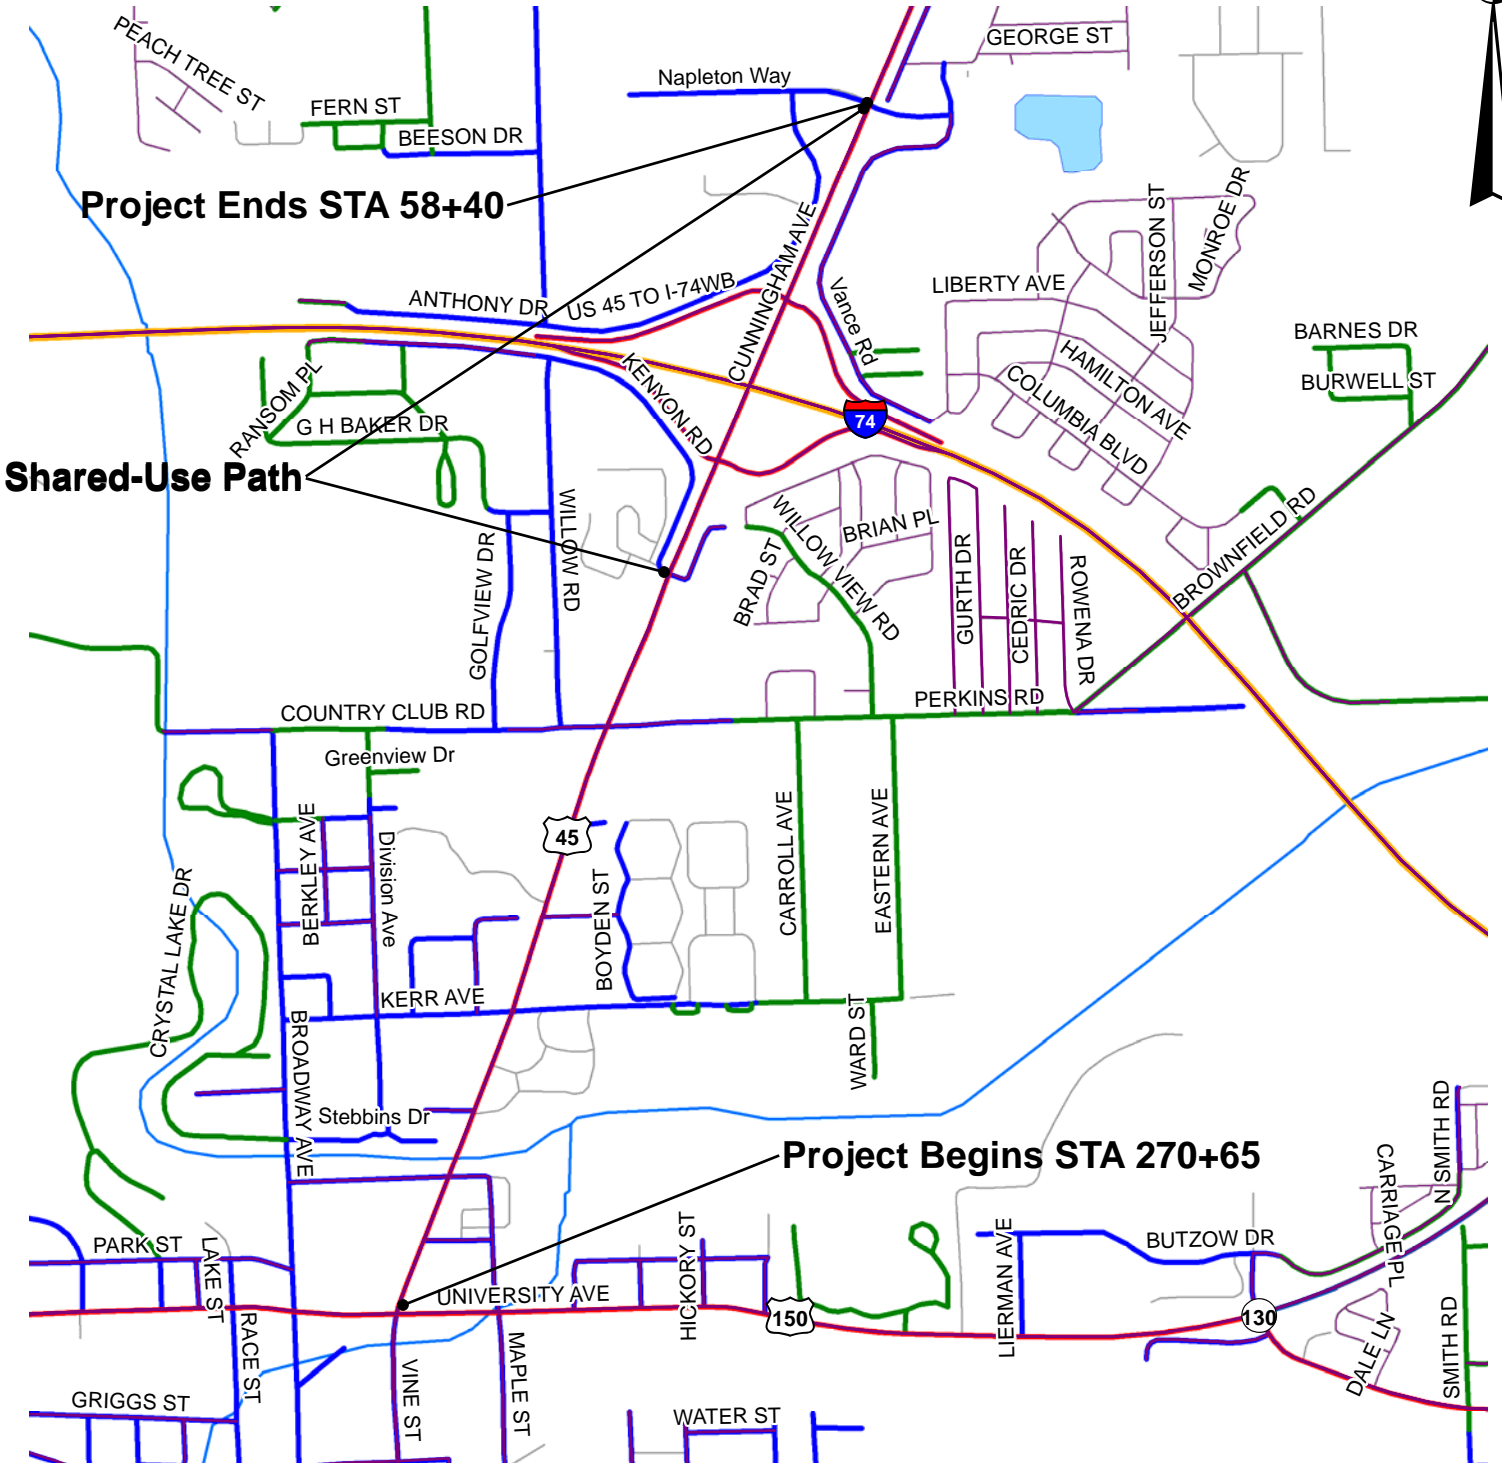 PEACH TREE ST
GEORGE ST
Napleton Way
FERN ST
BEESON DR
Project Ends STA 58+40
JEFFERSON ST
MONROE DR
CUNNINGHAM AVE
LIBERTY AVE
ANTHONY DR
US 45 TO I-74WB
Vance Rd
BARNES DR
HAMILTON AVE
KENYON RD
RANSOM PL
BURWELL ST
COLUMBIA BLVD
74
G H BAKER DR
Shared-Use Path
WILLOW RD
WILLOW VIEW RD
BRIAN PL
BROWNFIELD RD
GOLFVIEW DR
BRAD ST
GURTH DR
CEDRIC DR
ROWENA DR
PERKINS RD
COUNTRY CLUB RD
Greenview Dr
45
BERKLEY AVE
Division Ave
CARROLL AVE
EASTERN AVE
CRYSTAL LAKE DR
BOYDEN ST
KERR AVE
WARD ST
BROADWAY AVE
Stebbins Dr
Project Begins STA 270+65
N SMITH RD
CARRIAGE PL
PARK ST
LAKE ST
HICKORY ST
LIERMAN AVE
BUTZOW DR
UNIVERSITY AVE
150
130
RACE ST
VINE ST
MAPLE ST
DALE LN
SMITH RD
GRIGGS ST
WATER ST